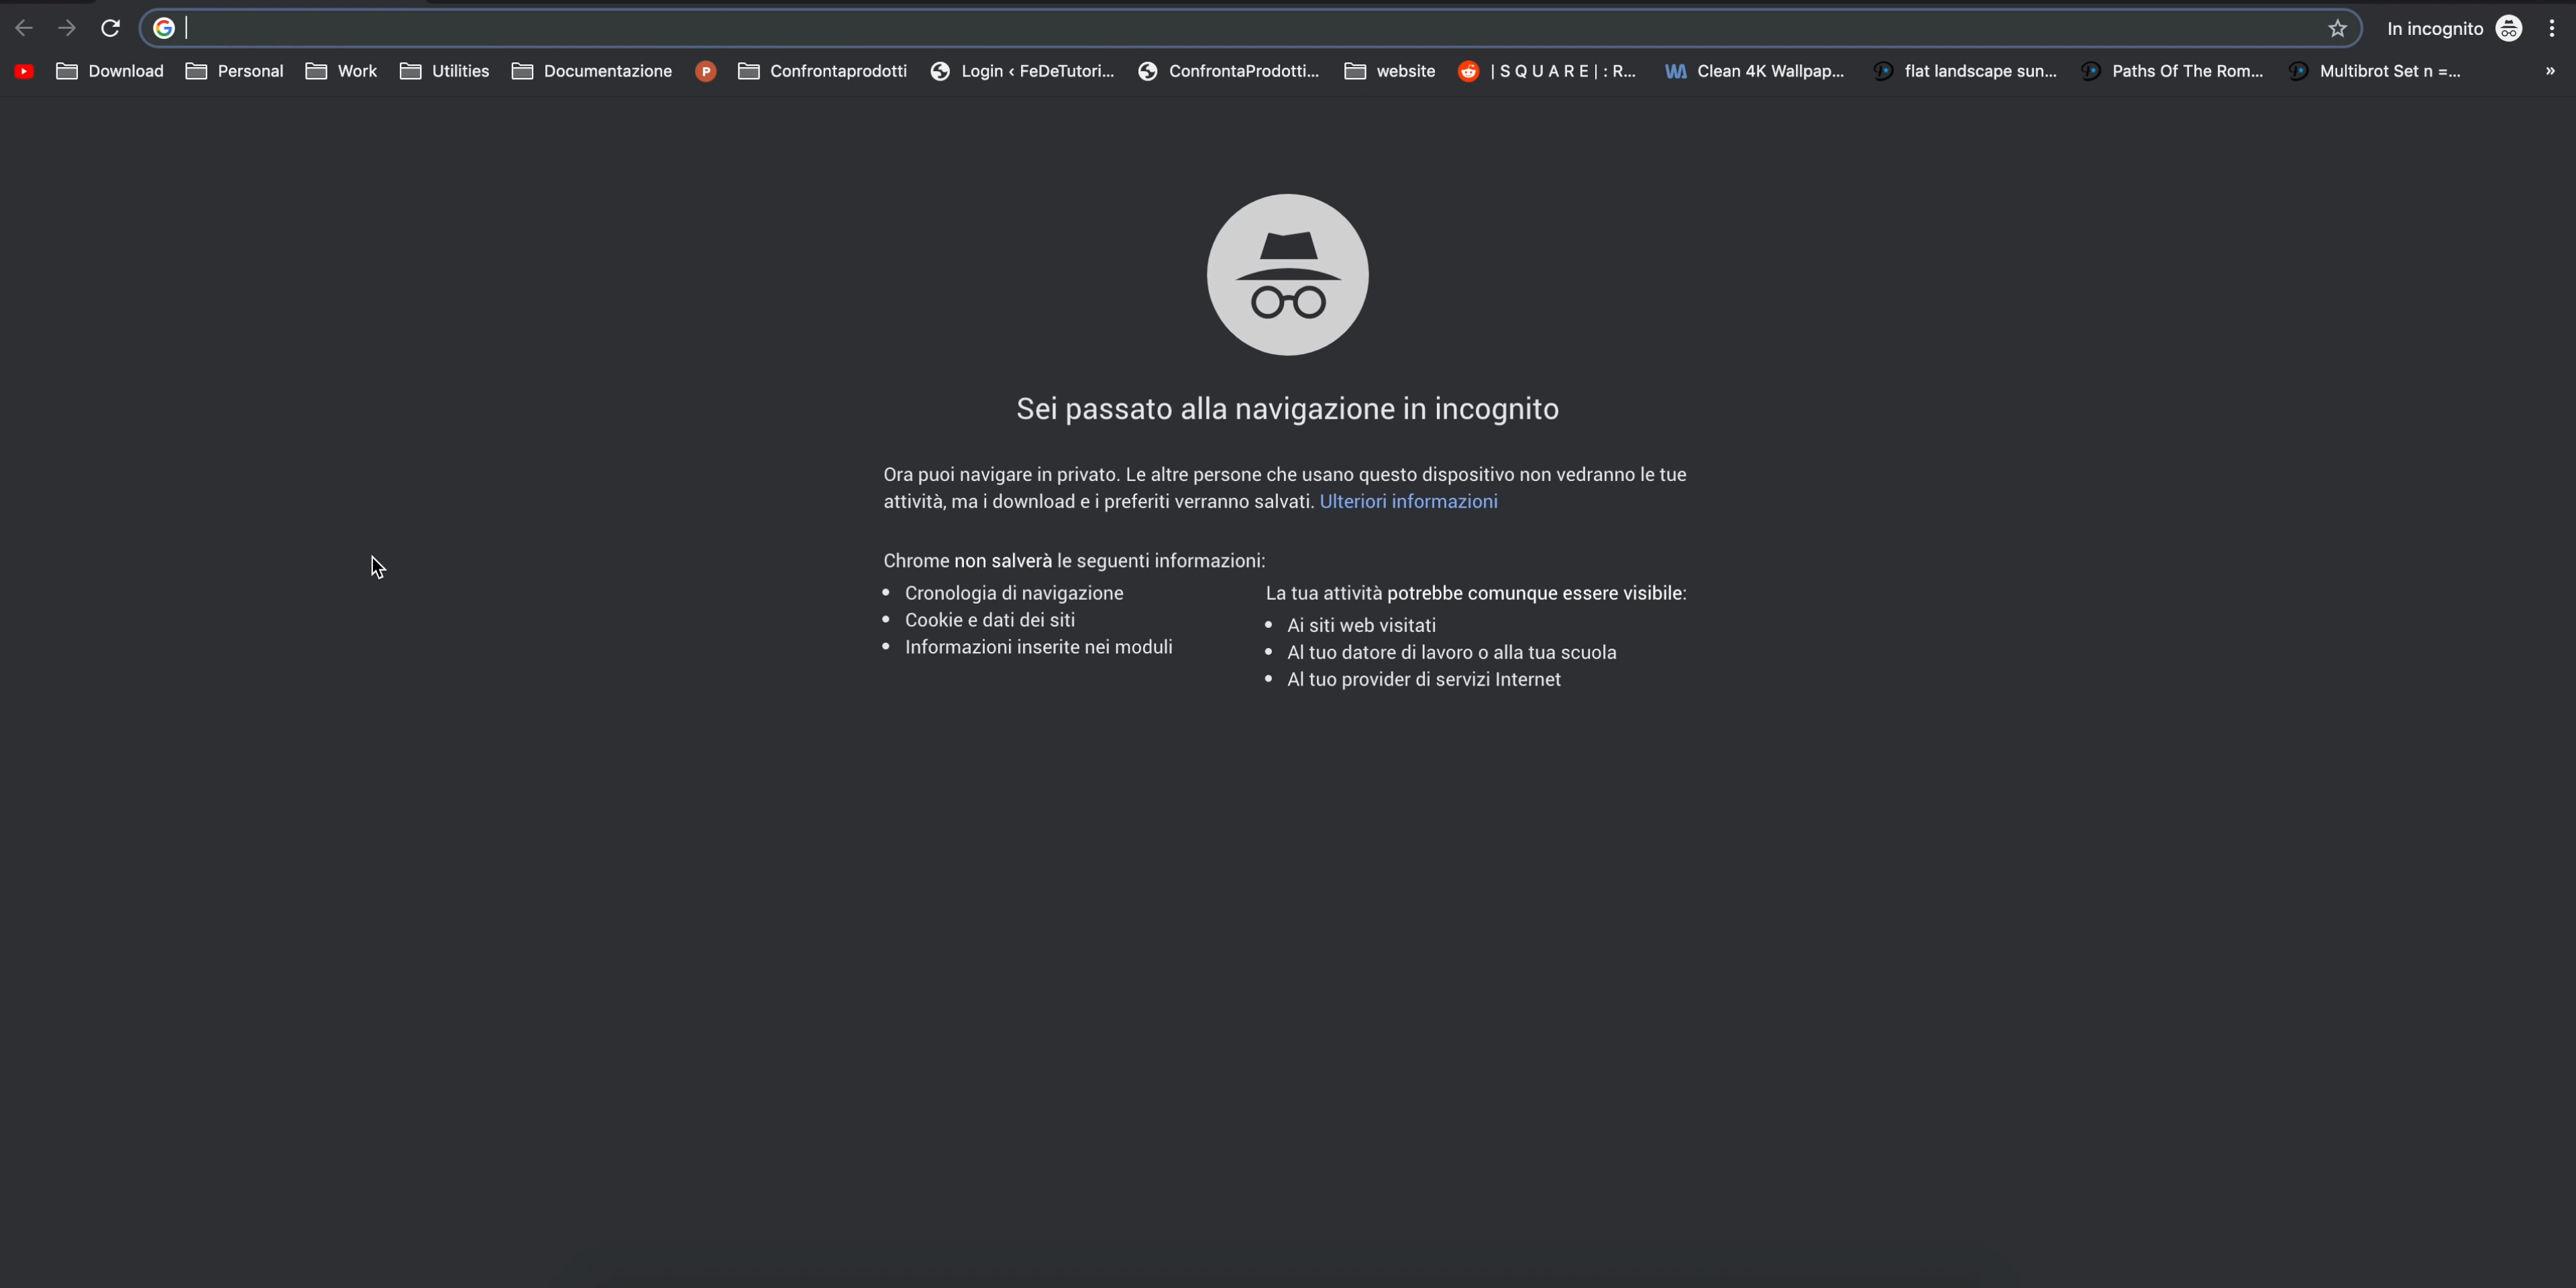 In incognito
Download Personal Work Utilities Documentazione P Confrontaprodotti Login ‹ FeDeTutori... ConfrontaProdotti... website | S Q U A R E | : R... Clean 4K Wallpap... flat landscape sun... Paths Of The Rom... Multibrot Set n =... »
Sei passato alla navigazione in incognito
Ora puoi navigare in privato. Le altre persone che usano questo dispositivo non vedranno le tue
attività, ma i download e i preferiti verranno salvati. Ulteriori informazioni
Chrome non salverà le seguenti informazioni:
• Cronologia di navigazione
• Cookie e dati dei siti
• Informazioni inserite nei moduli
La tua attività potrebbe comunque essere visibile:
• Ai siti web visitati
• Al tuo datore di lavoro o alla tua scuola
• Al tuo provider di servizi Internet